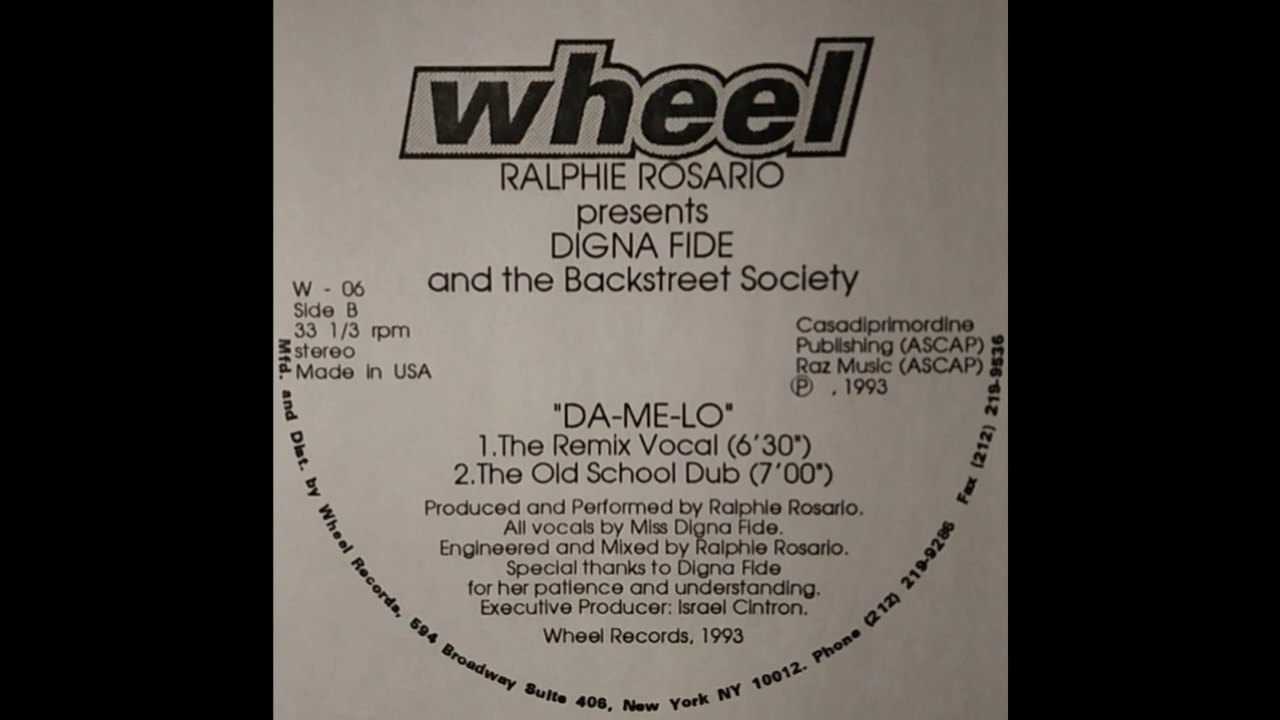 wheel
RALPHIE ROSARIO
presents
DIGNA FIDE
and the Backstreet Society
W - 06
Side B
33 1/3 rpm
stereo
Made in USA
Casadiprimordine
Publishing (ASCAP)
Raz Music (ASCAP)
℗ , 1993
"DA-ME-LO"
1.The Remix Vocal (6'30")
2.The Old School Dub (7'00")
Produced and Performed by Ralphie Rosario.
All vocals by Miss Digna Fide.
Engineered and Mixed by Ralphie Rosario.
Special thanks to Digna Fide
for her patience and understanding.
Executive Producer: Israel Cintron.
Wheel Records, 1993
Mfd. and Dist. by Wheel Records, 594 Broadway Suite 406, New York NY 10012. Phone (212) 219-9286 Fax (212) 219-9536